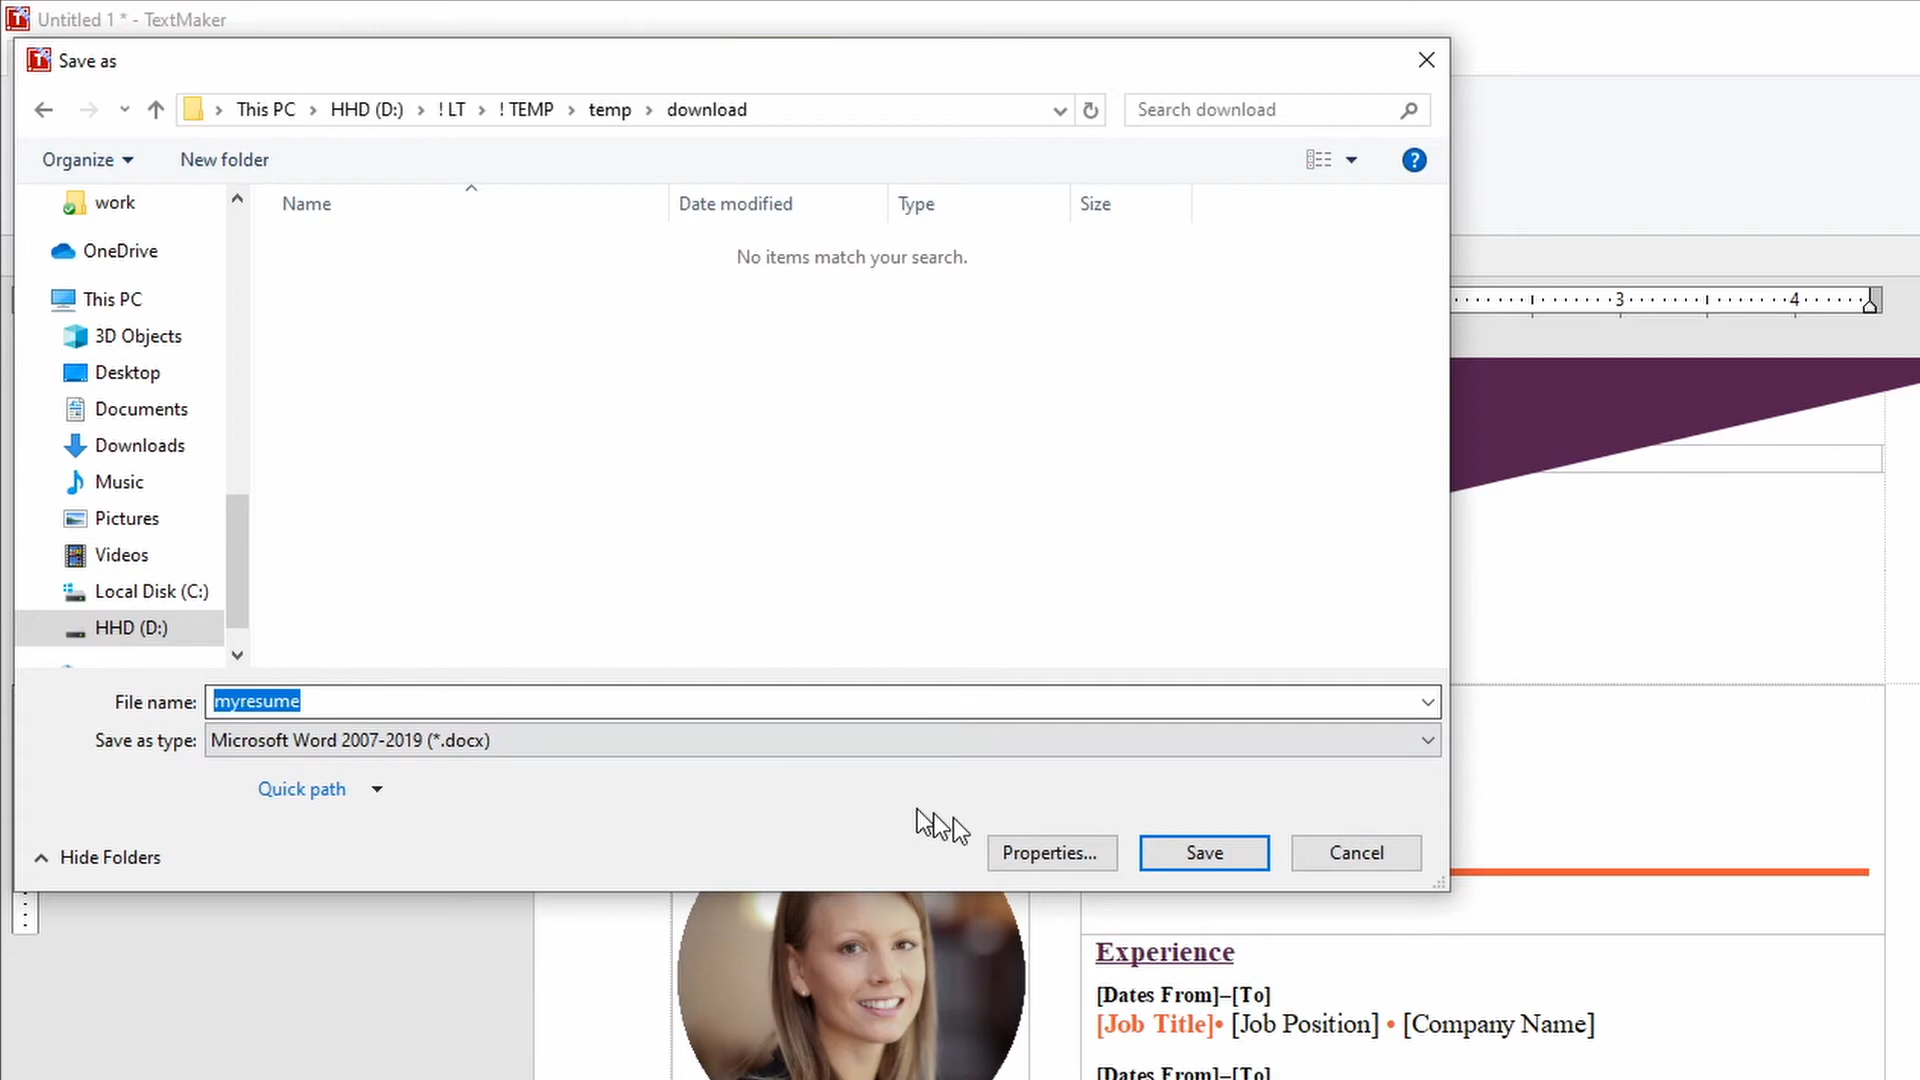 Untitled 1 * - TextMaker
Save as
This PC > HHD (D:) > ! LT > ! TEMP > temp > download
Search download
Organize
New folder
?
Name
Date modified
Type
Size
No items match your search.
work
OneDrive
This PC
3D Objects
Desktop
Documents
Downloads
Music
Pictures
Videos
Local Disk (C:)
HHD (D:)
3
4
File name:
myresume
Save as type:
Microsoft Word 2007-2019 (*.docx)
Quick path
Hide Folders
Properties...
Save
Cancel
Experience
[Dates From]–[To]
[Job Title]• [Job Position] • [Company Name]
[Dates From]–[To]